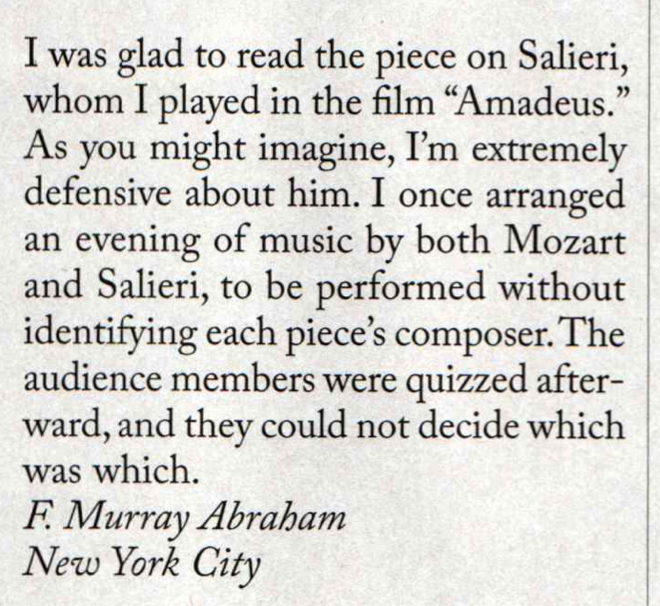 I was glad to read the piece on Salieri,
whom I played in the film “Amadeus.”
As you might imagine, I’m extremely
defensive about him. I once arranged
an evening of music by both Mozart
and Salieri, to be performed without
identifying each piece’s composer. The
audience members were quizzed after-
ward, and they could not decide which
was which.
F. Murray Abraham
New York City